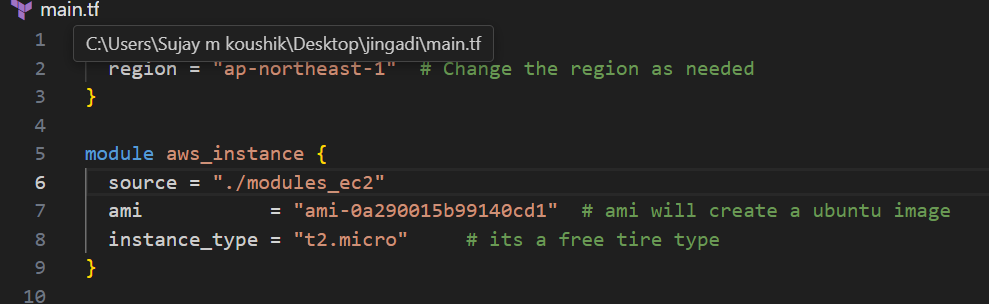 main.tf
1
C:\Users\Sujay m koushik\Desktop\jingadi\main.tf
2 region = "ap-northeast-1" # Change the region as needed
3 }
4
5 module aws_instance {
6 source = "./modules_ec2"
7 ami = "ami-0a290015b99140cd1" # ami will create a ubuntu image
8 instance_type = "t2.micro" # its a free tire type
9 }
10